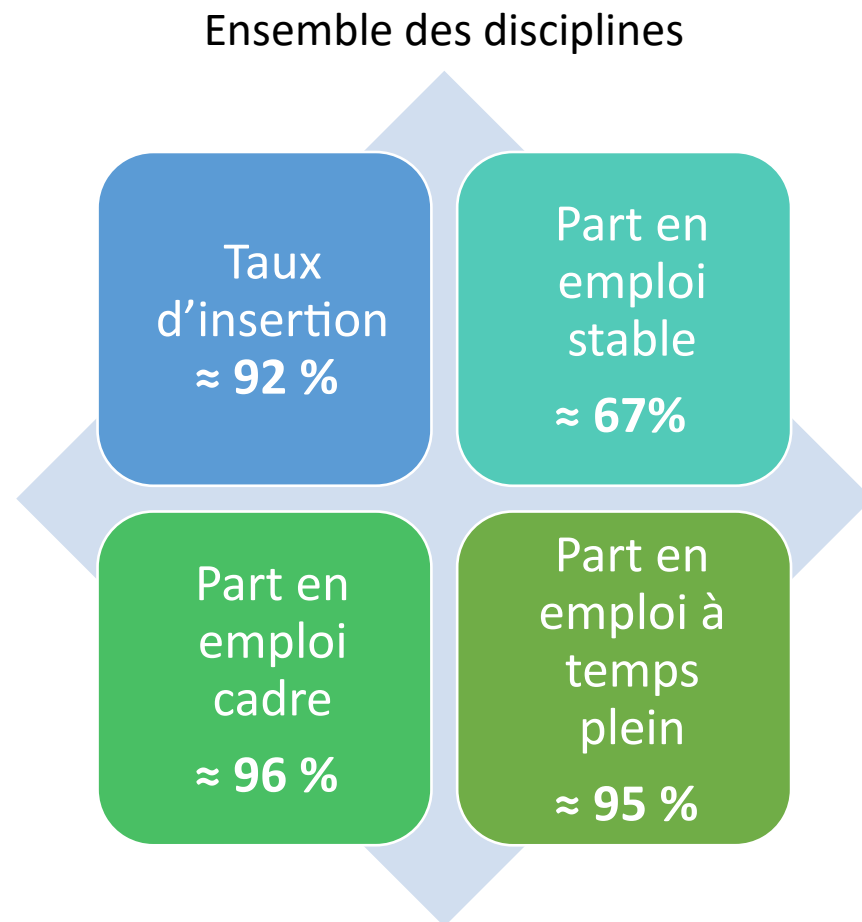 Ensemble des disciplines
Taux
d’insertion
≈ 92 %
Part en
emploi
stable
≈ 67%
Part en
emploi
cadre
≈ 96 %
Part en
emploi à
temps
plein
≈ 95 %